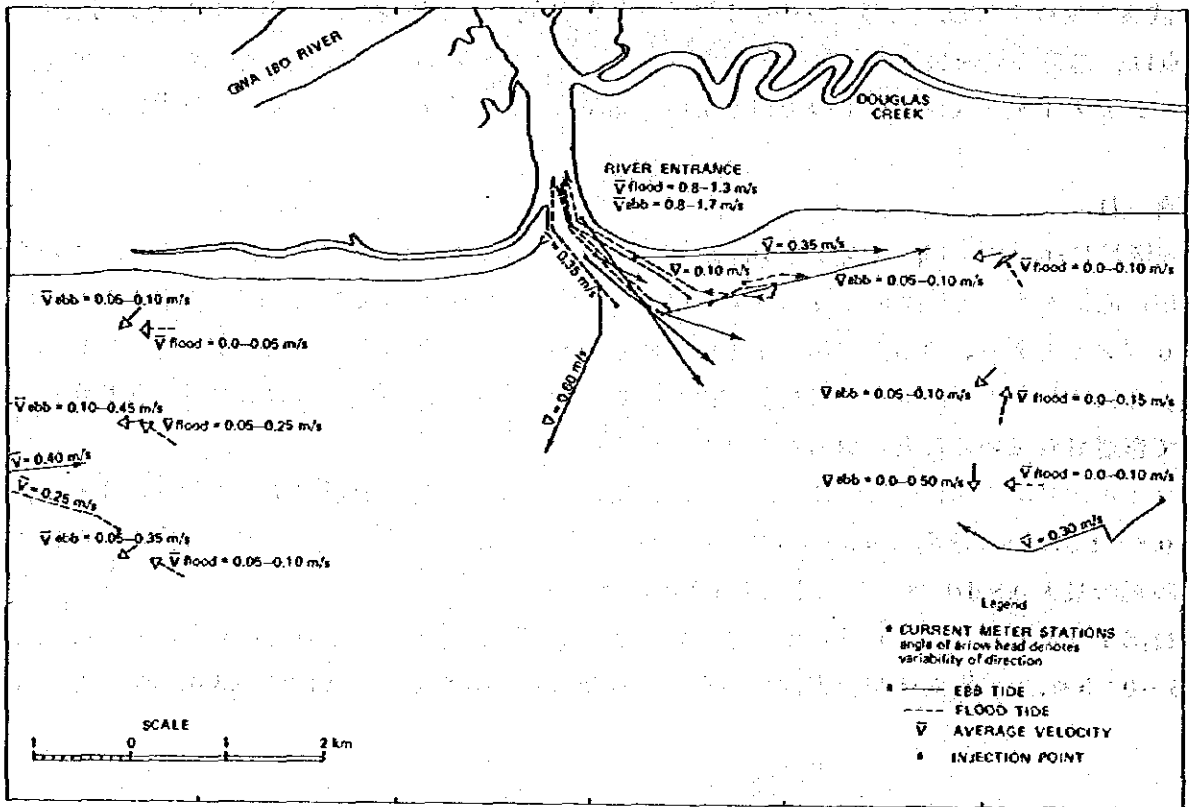 QWA IBO RIVER
DOUGLAS
CREEK
RIVER ENTRANCE
V̄ flood = 0.8–1.3 m/s
V̄ ebb = 0.8–1.7 m/s
V̄ = 0.35 m/s
0.35 m/s
V̄ = 0.10 m/s
V̄ ebb = 0.05–0.10 m/s
V̄ flood = 0.0–0.10 m/s
V̄ ebb = 0.05–0.10 m/s
V̄ flood = 0.0–0.05 m/s
V̄ = 0.60 m/s
V̄ ebb = 0.05–0.10 m/s
V̄ flood = 0.0–0.15 m/s
V̄ ebb = 0.10–0.45 m/s
V̄ flood = 0.05–0.25 m/s
V̄ = 0.40 m/s
V̄ = 0.25 m/s
V̄ ebb = 0.0–0.50 m/s
V̄ flood = 0.0–0.10 m/s
V̄ ebb = 0.05–0.35 m/s
V̄ flood = 0.05–0.10 m/s
V̄ = 0.30 m/s
Legend
* CURRENT METER STATIONS
angle of arrow head denotes
variability of direction
EBB TIDE
FLOOD TIDE
V̄ AVERAGE VELOCITY
INJECTION POINT
SCALE
1 0 1 2 km